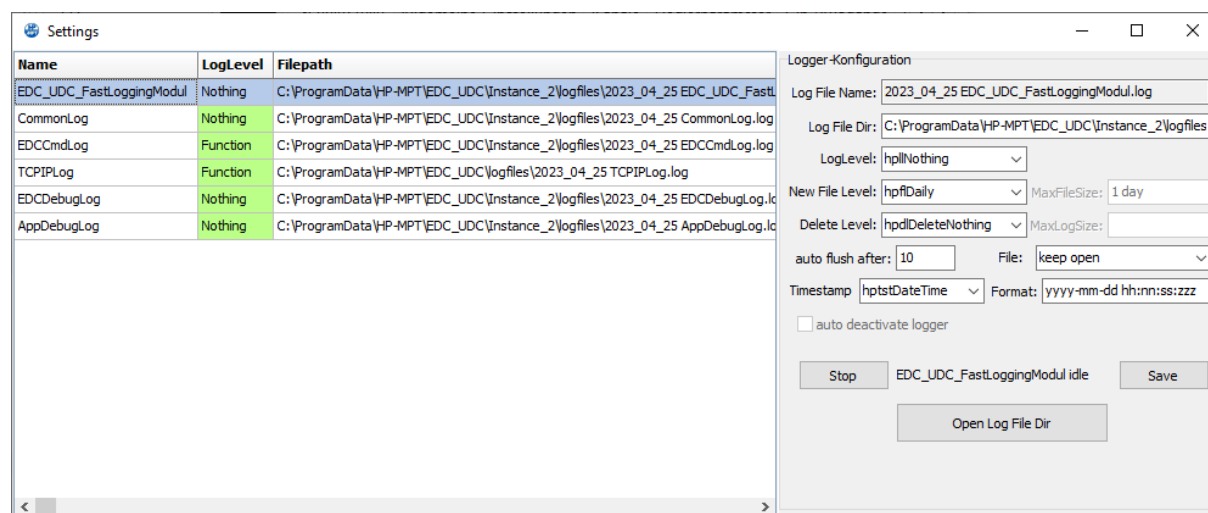 Settings
Name LogLevel Filepath
EDC_UDC_FastLoggingModul Nothing C:\ProgramData\HP-MPT\EDC_UDC\Instance_2\logfiles\2023_04_25 EDC_UDC_FastL
CommonLog Nothing C:\ProgramData\HP-MPT\EDC_UDC\Instance_2\logfiles\2023_04_25 CommonLog.log
EDCCmdLog Function C:\ProgramData\HP-MPT\EDC_UDC\Instance_2\logfiles\2023_04_25 EDCCmdLog.log
TCPIPLog Function C:\ProgramData\HP-MPT\EDC_UDC\logfiles\2023_04_25 TCPIPLog.log
EDCDebugLog Nothing C:\ProgramData\HP-MPT\EDC_UDC\Instance_2\logfiles\2023_04_25 EDCDebugLog.lo
AppDebugLog Nothing C:\ProgramData\HP-MPT\EDC_UDC\Instance_2\logfiles\2023_04_25 AppDebugLog.lo
Logger-Konfiguration
Log File Name: 2023_04_25 EDC_UDC_FastLoggingModul.log
Log File Dir: C:\ProgramData\HP-MPT\EDC_UDC\Instance_2\logfiles
LogLevel: hpllNothing
New File Level: hpflDaily MaxFileSize: 1 day
Delete Level: hpdlDeleteNothing MaxLogSize:
auto flush after: 10 File: keep open
Timestamp hptstDateTime Format: yyyy-mm-dd hh:nn:ss:zzz
auto deactivate logger
Stop EDC_UDC_FastLoggingModul idle Save
Open Log File Dir